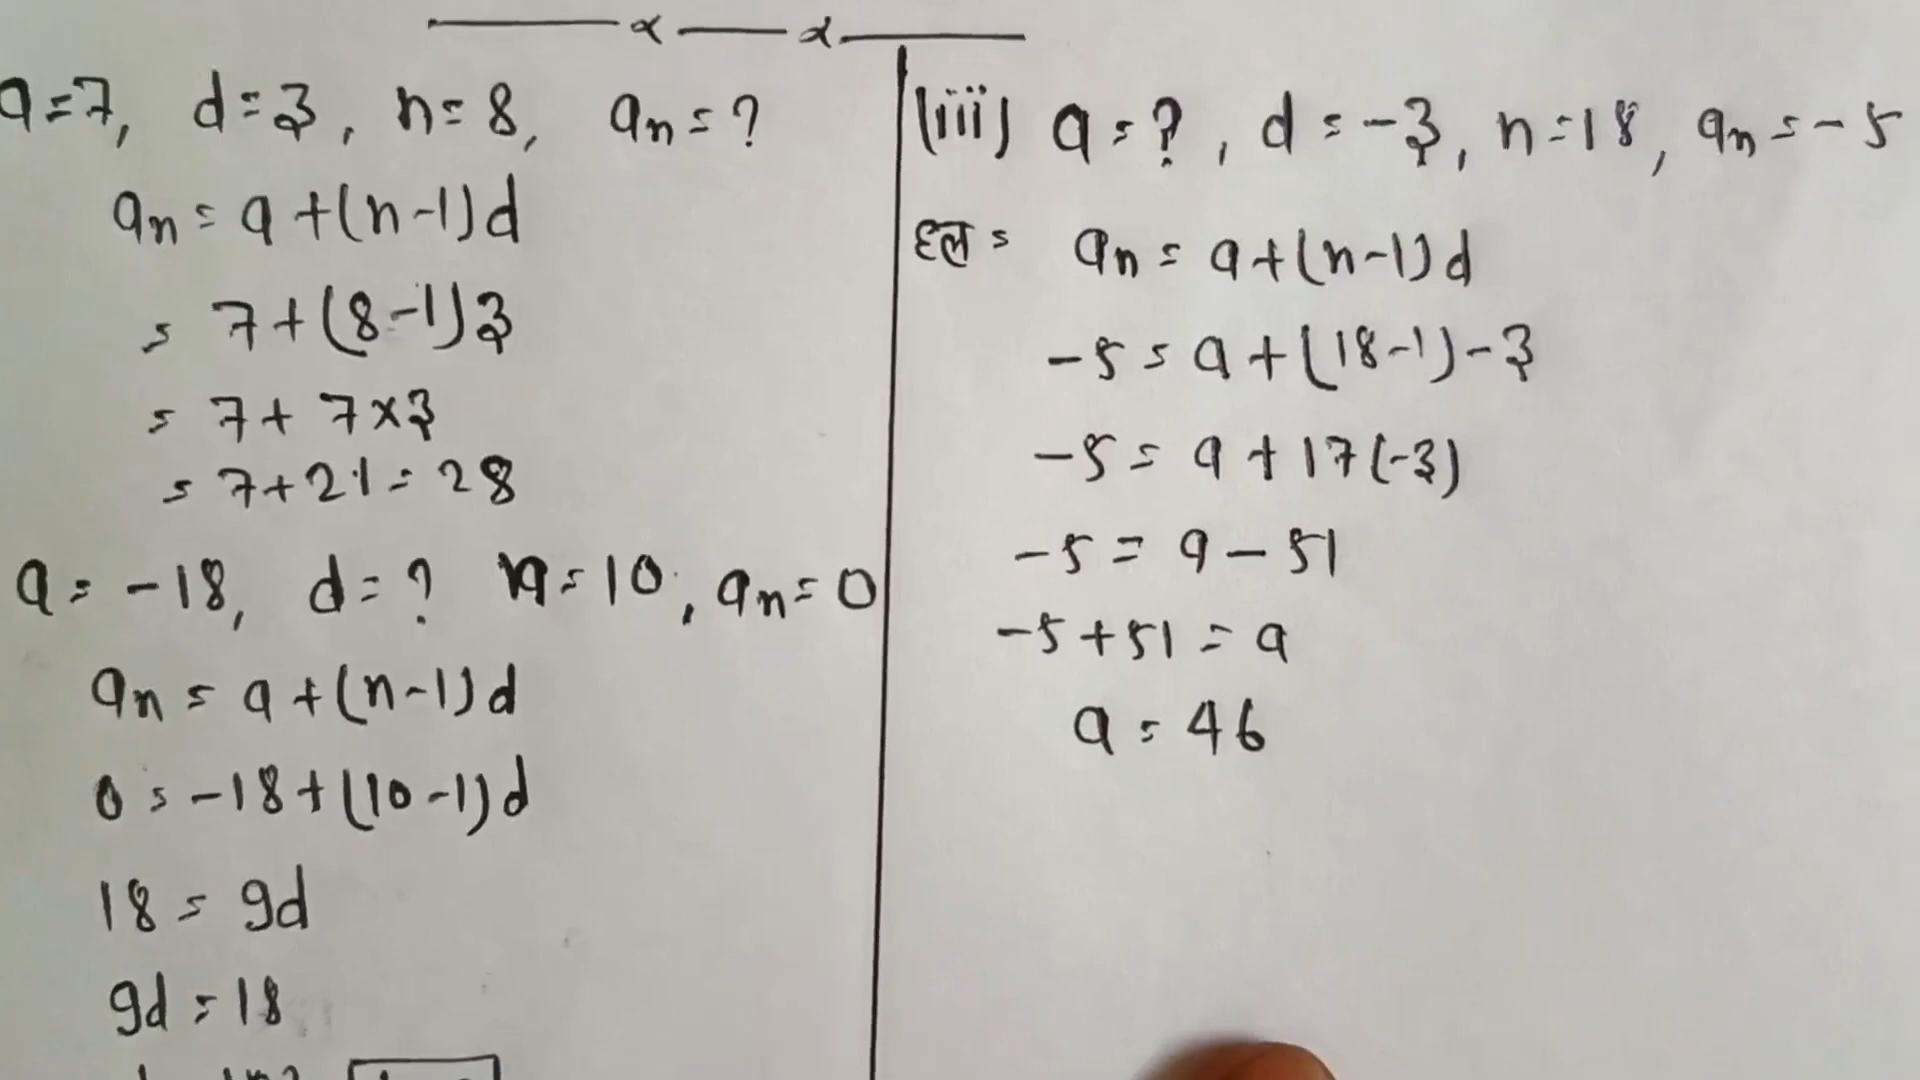 a=7, d=3, n=8, an=?
an = a+(n-1)d
= 7+(8-1)3
= 7+ 7×3
= 7+21=28
a= -18, d=? n=10, an=0
an = a+(n-1)d
0 = -18+(10-1)d
18 = 9d
9d = 18
(iii) a=?, d=-3, n=18, an=-5
हल= an = a+(n-1)d
-5 = a+(18-1)-3
-5 = a+17(-3)
-5 = a-51
-5+51 = a
a = 46